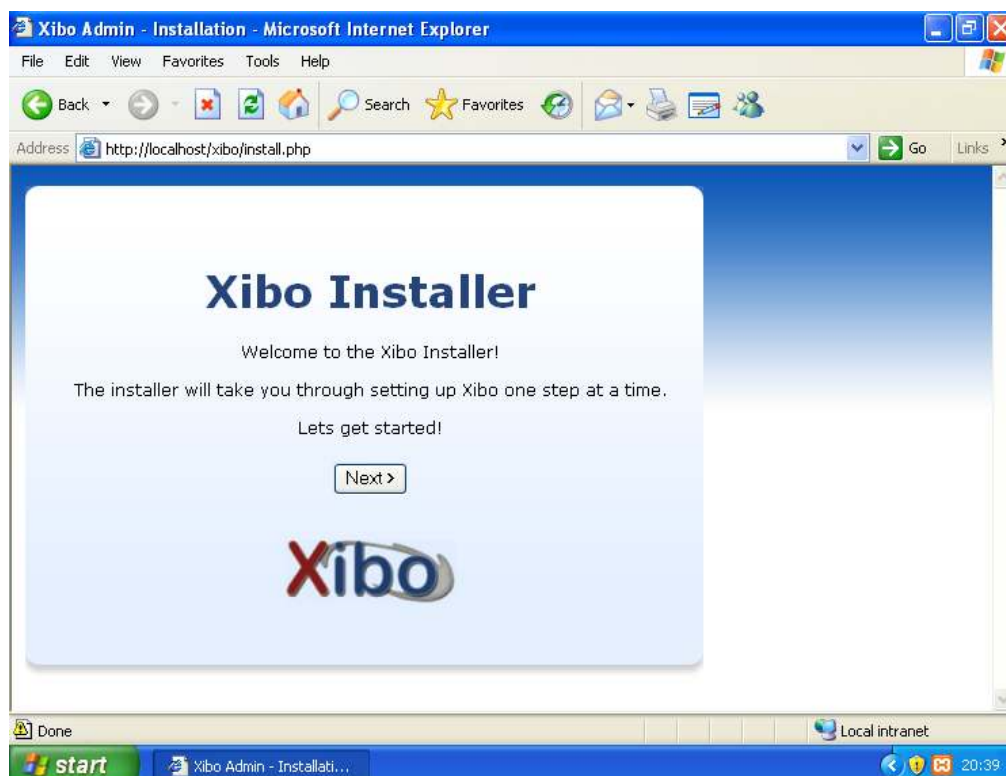 Xibo Admin - Installation - Microsoft Internet Explorer
File Edit View Favorites Tools Help
Back Search Favorites
Address http://localhost/xibo/install.php Go Links
Xibo Installer
Welcome to the Xibo Installer!
The installer will take you through setting up Xibo one step at a time.
Lets get started!
Next >
Xibo
Done Local intranet
start Xibo Admin - Installati... 20:39